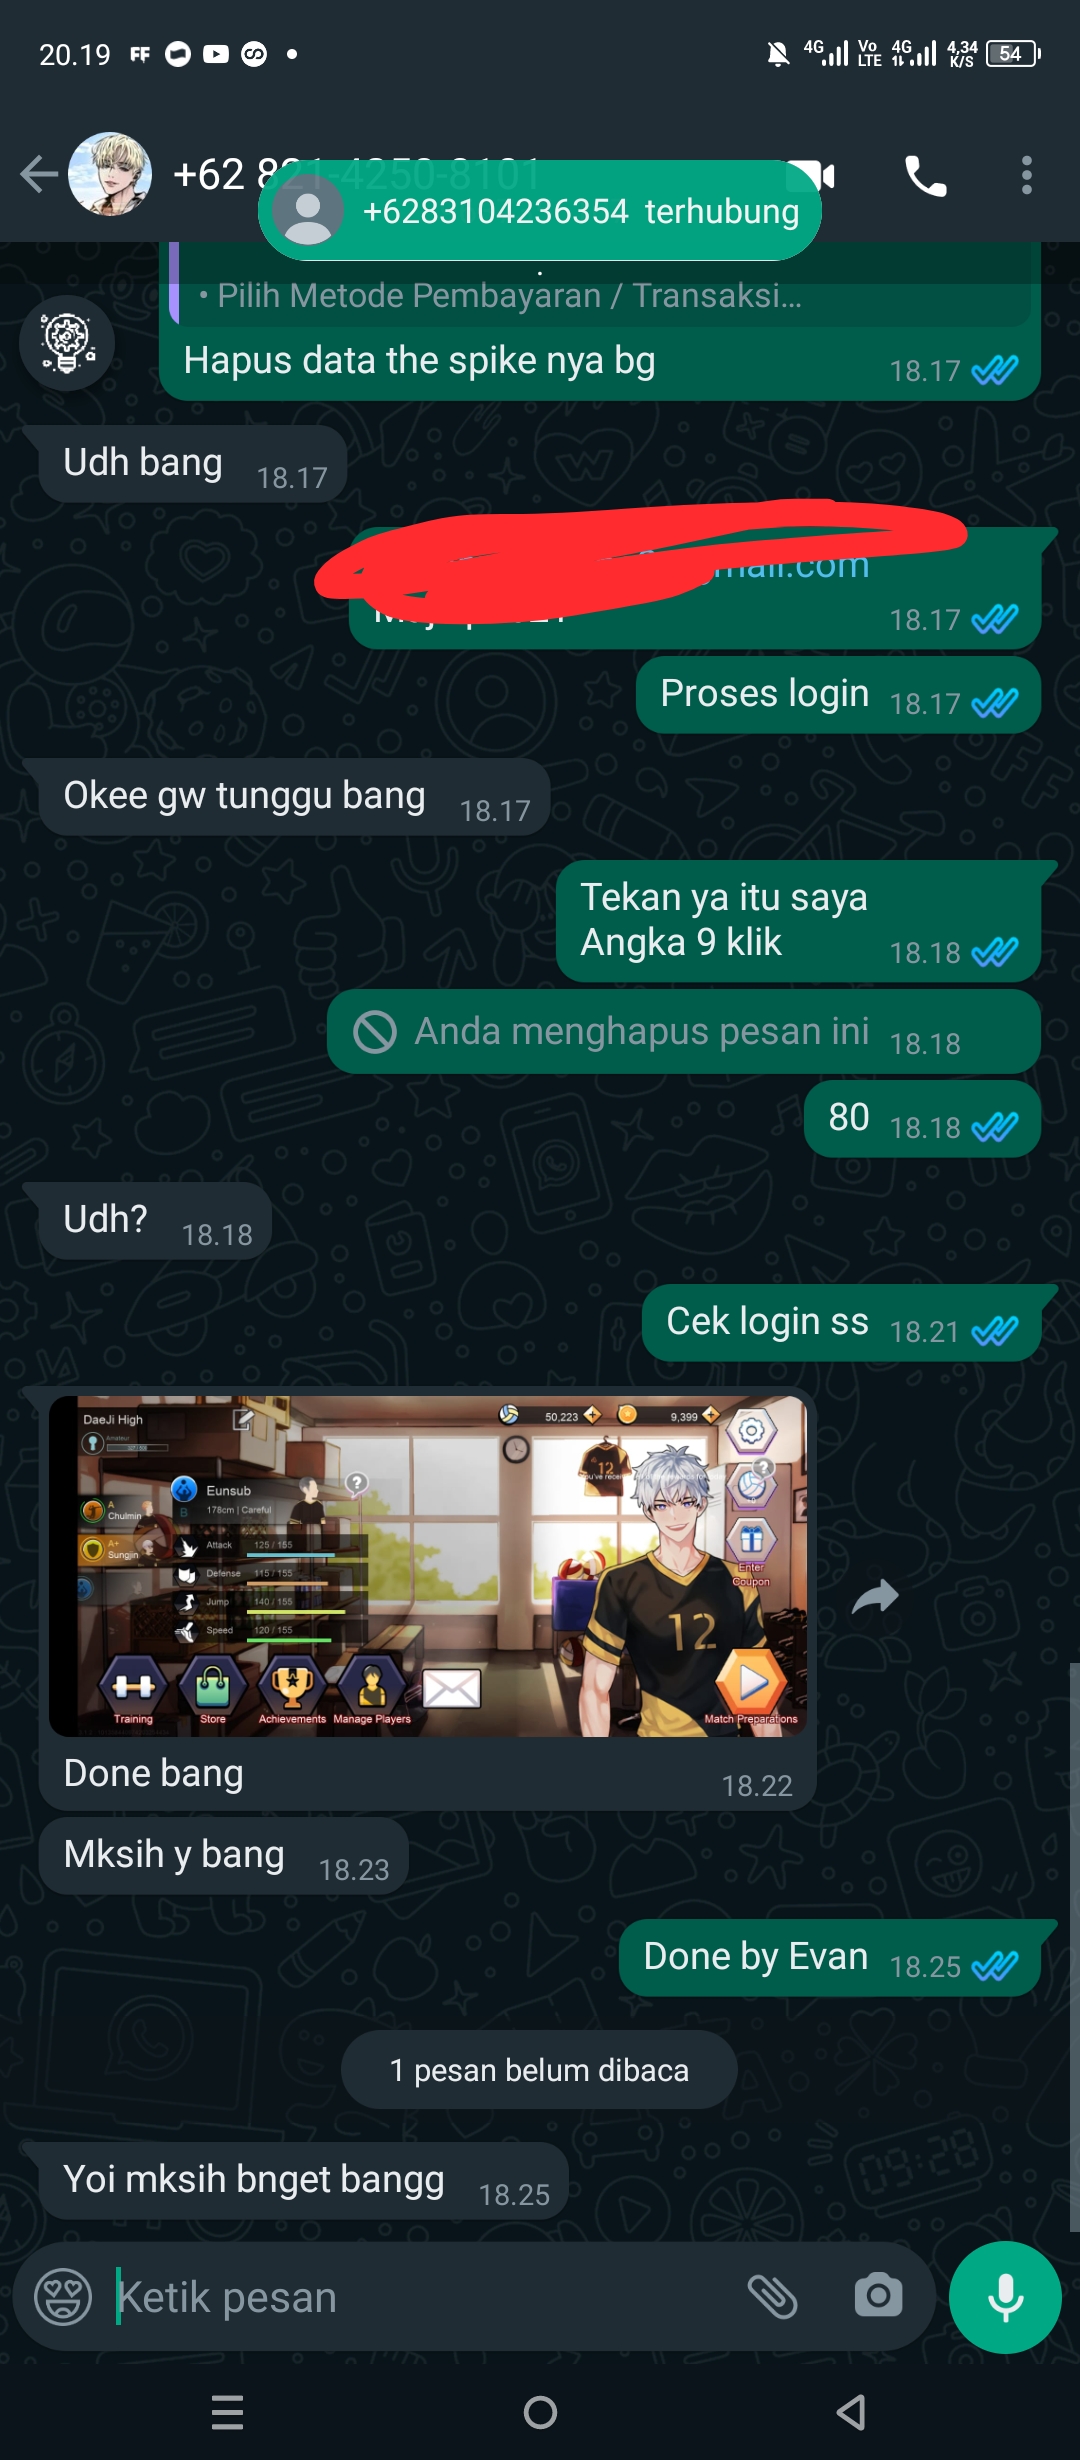 20.19
4G
Vo LTE
4G
4,34 K/S
54
+62 821-4250-8101
+6283104236354 terhubung
• Pilih Metode Pembayaran / Transaksi...
Hapus data the spike nya bg
18.17
Udh bang
18.17
mail.com
18.17
Proses login
18.17
Okee gw tunggu bang
18.17
Tekan ya itu saya
Angka 9 klik
18.18
Anda menghapus pesan ini
18.18
80
18.18
Udh?
18.18
Cek login ss
18.21
DaeJi High
50,223
9,399
Amateur
Eunsub
178cm | Careful
B
A
Chulmin
A+
Sungjin
Attack 125 / 155
Defense 115 / 155
Jump 140 / 155
Speed 120 / 155
12
Enter
Coupon
12
Training
Store
Achievements
Manage Players
Match Preparations
Done bang
18.22
Mksih y bang
18.23
Done by Evan
18.25
1 pesan belum dibaca
Yoi mksih bnget bangg
18.25
Ketik pesan